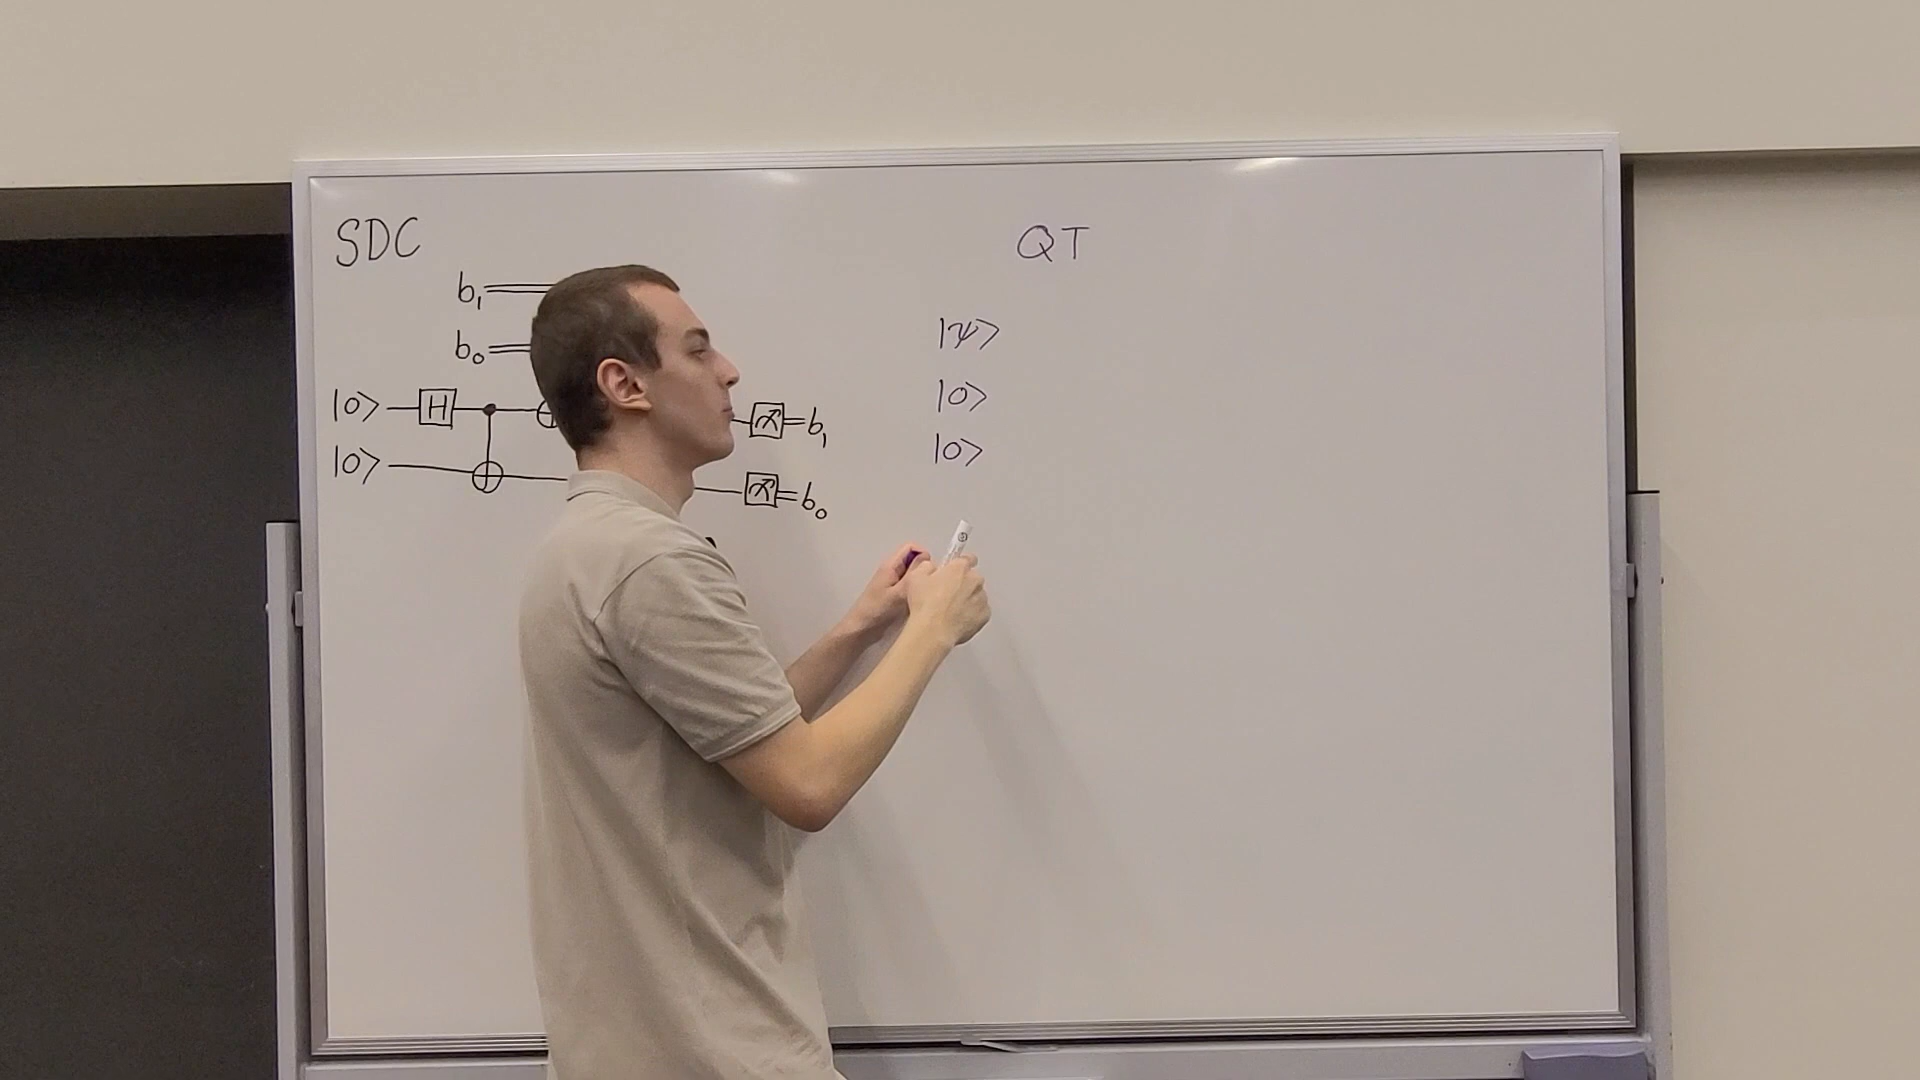 SDC
b₁
b₀
|0⟩ H b₁
|0⟩ b₀
QT
|ψ⟩
|0⟩
|0⟩